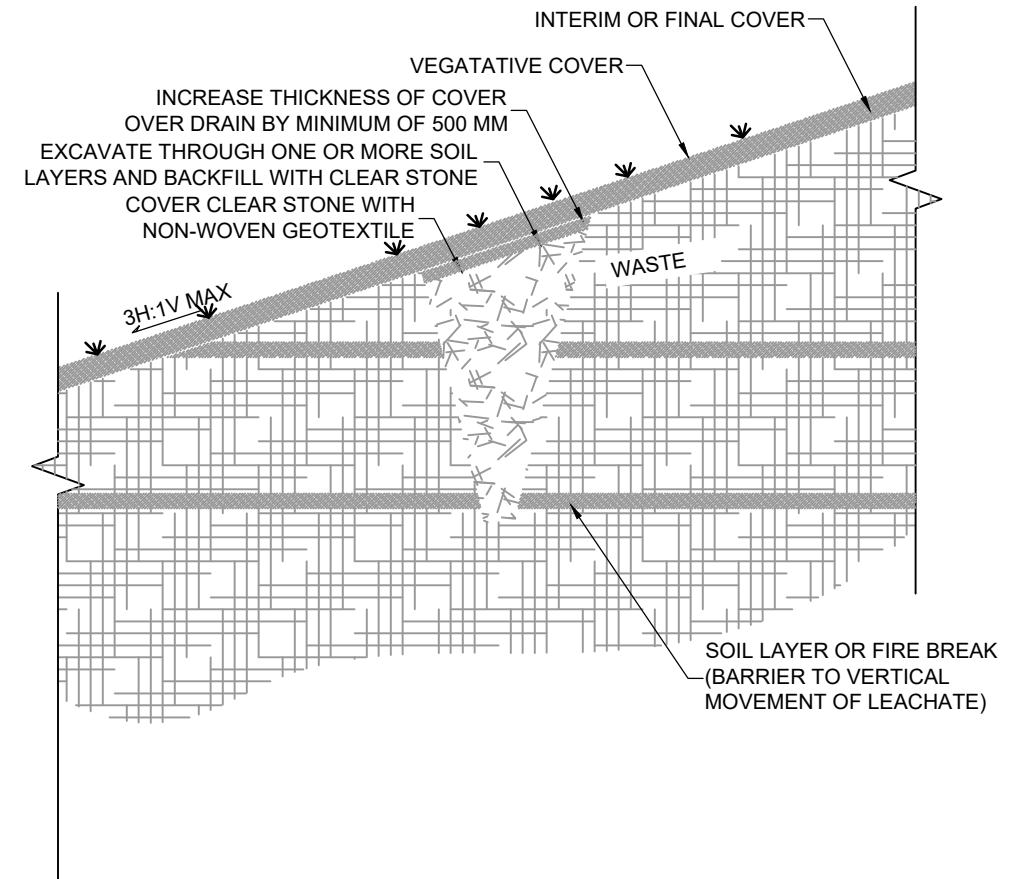 INTERIM OR FINAL COVER
VEGATATIVE COVER
INCREASE THICKNESS OF COVER
OVER DRAIN BY MINIMUM OF 500 MM
EXCAVATE THROUGH ONE OR MORE SOIL
LAYERS AND BACKFILL WITH CLEAR STONE
COVER CLEAR STONE WITH
NON-WOVEN GEOTEXTILE
WASTE
3H:1V MAX
SOIL LAYER OR FIRE BREAK
(BARRIER TO VERTICAL
MOVEMENT OF LEACHATE)